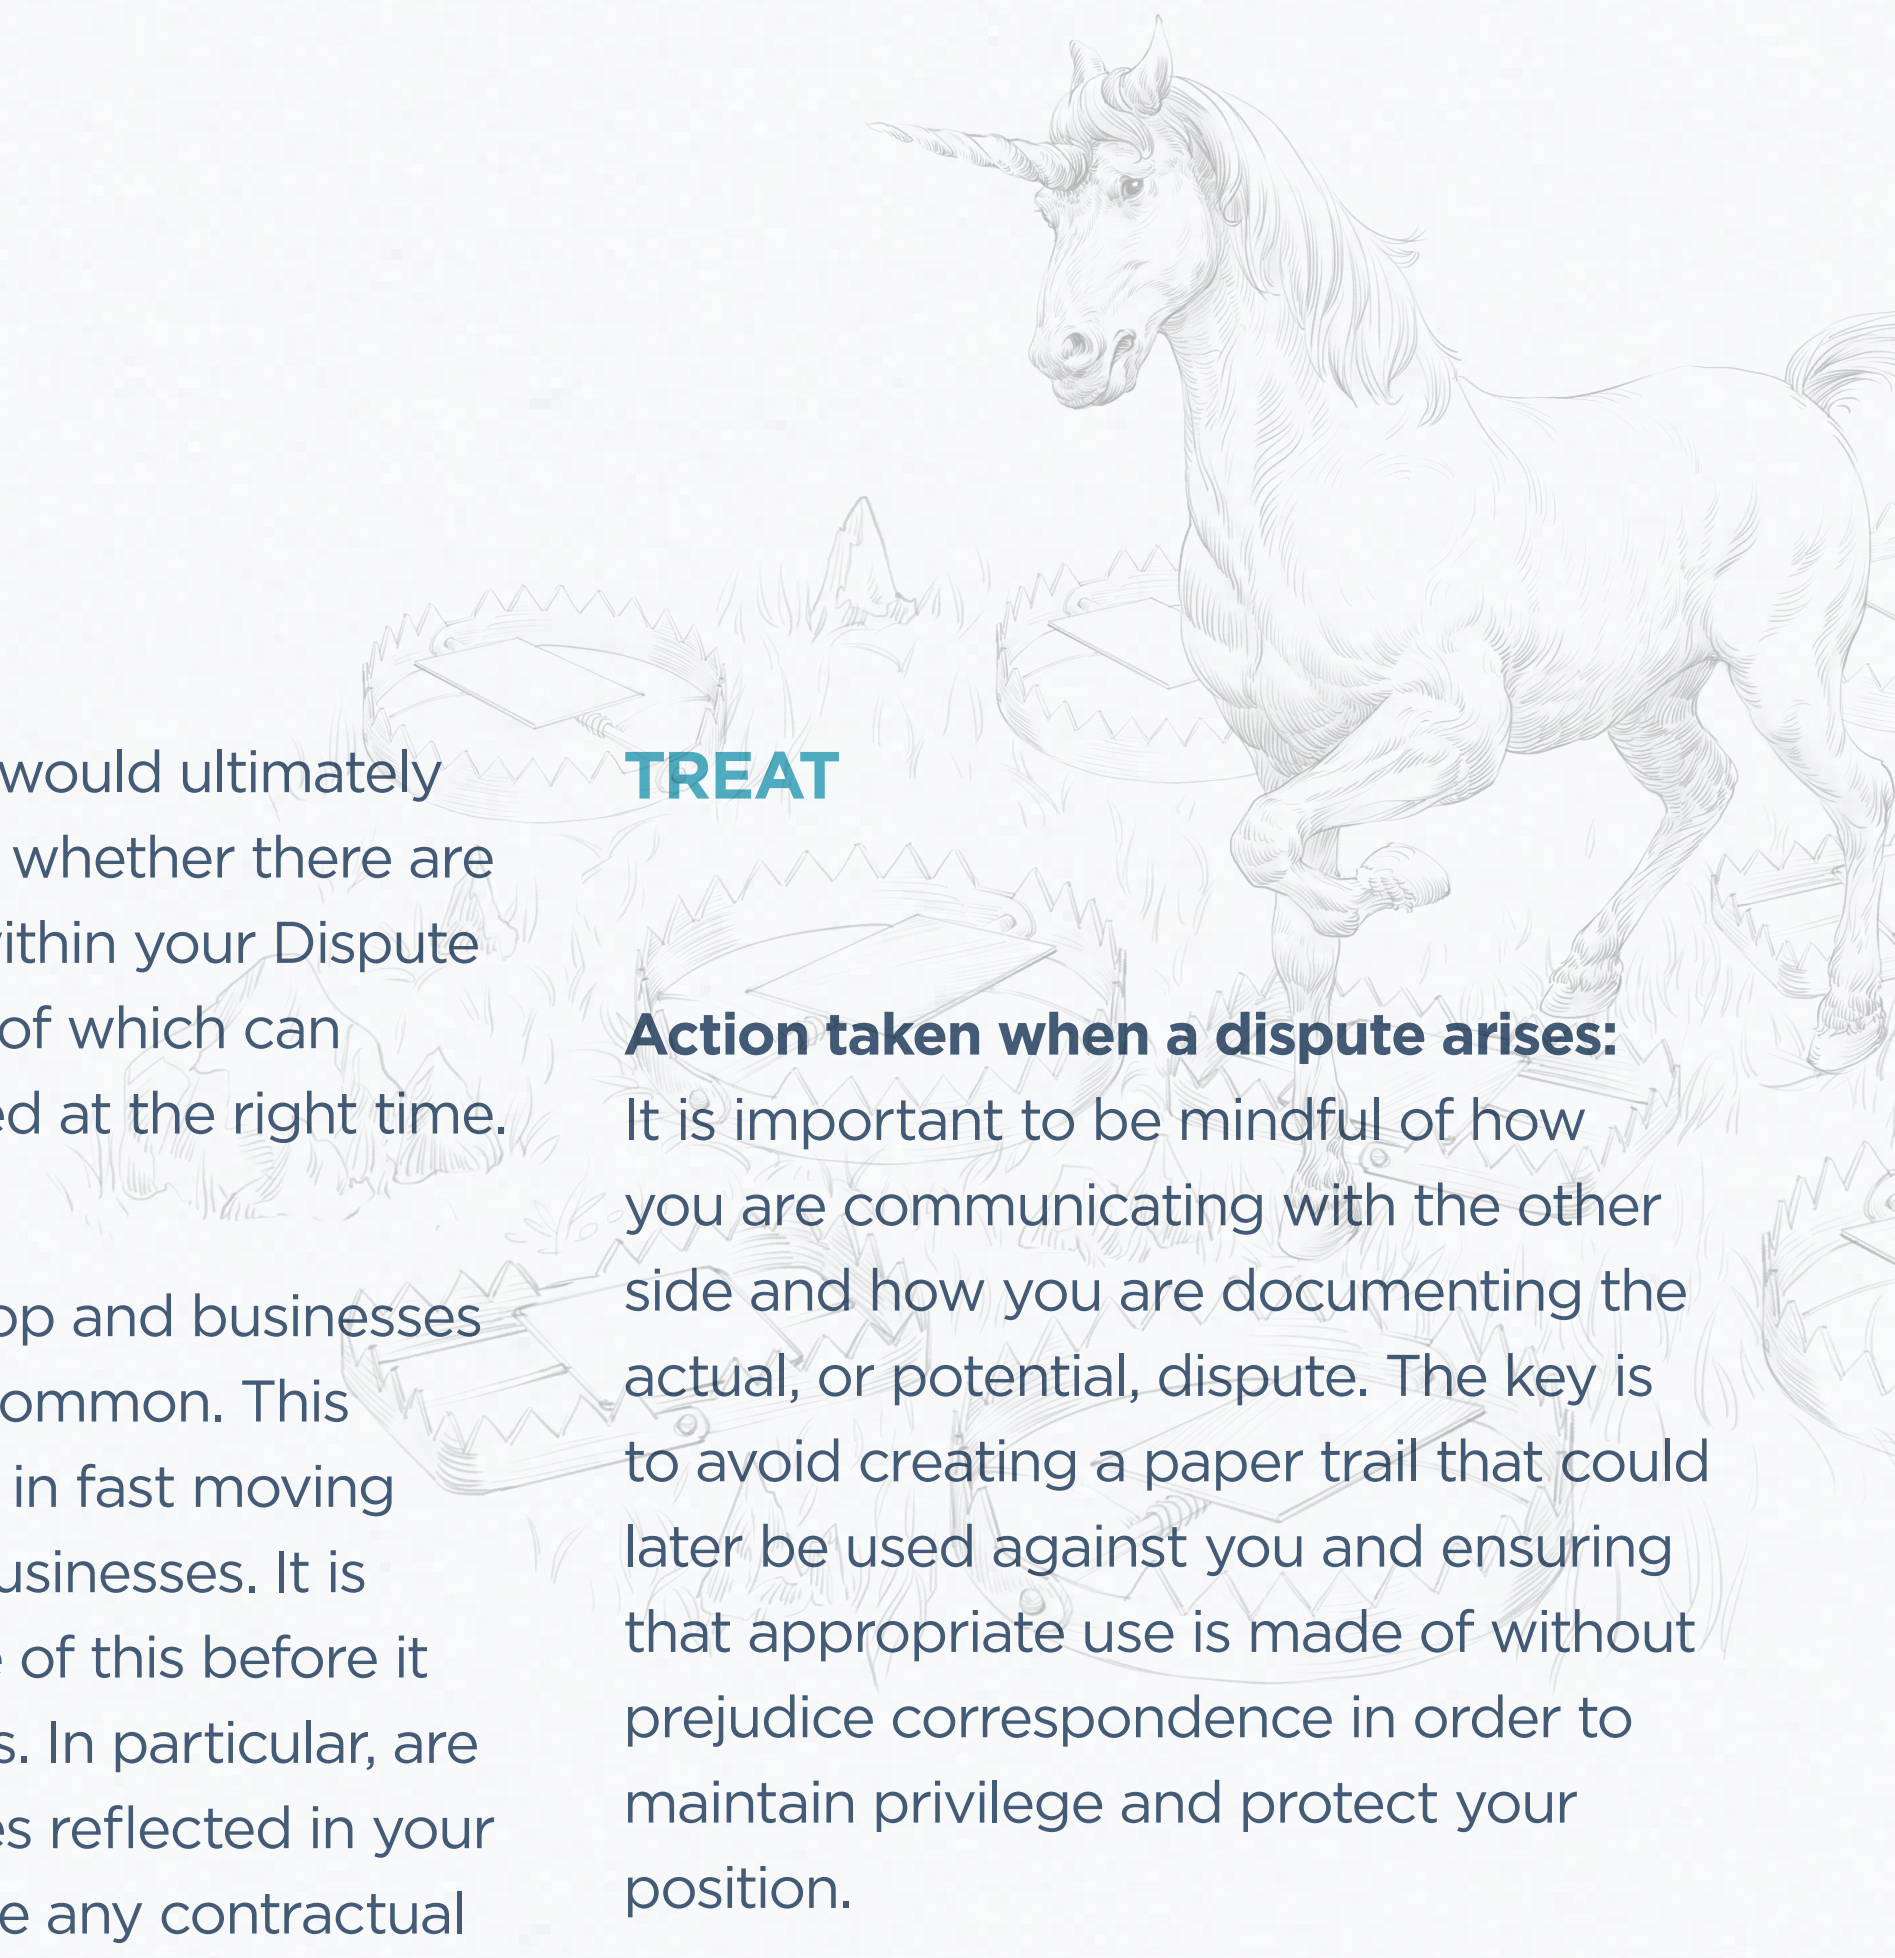 would ultimately
whether there are
within your Dispute
of which can
at the right time.
and businesses
This
in fast moving
It is
of this before it
In particular, are
reflected in your
any contractual
TREAT
Action taken when a dispute arises:
It is important to be mindful of how
you are communicating with the other
side and how you are documenting the
actual, or potential, dispute. The key is
to avoid creating a paper trail that could
later be used against you and ensuring
that appropriate use is made of without
prejudice correspondence in order to
maintain privilege and protect your
position.